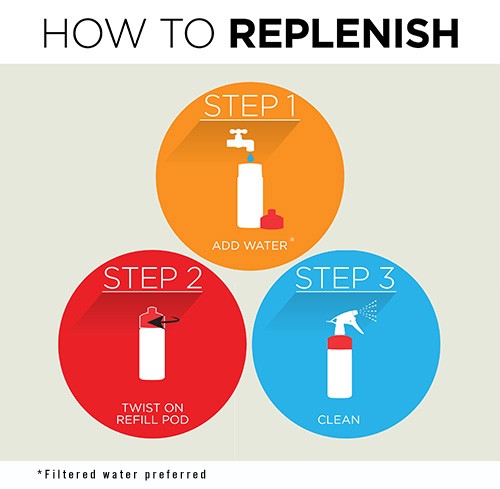 HOW TO REPLENISH
STEP 1
ADD WATER*
STEP 2
TWIST ON
REFILL POD
STEP 3
CLEAN
*Filtered water preferred